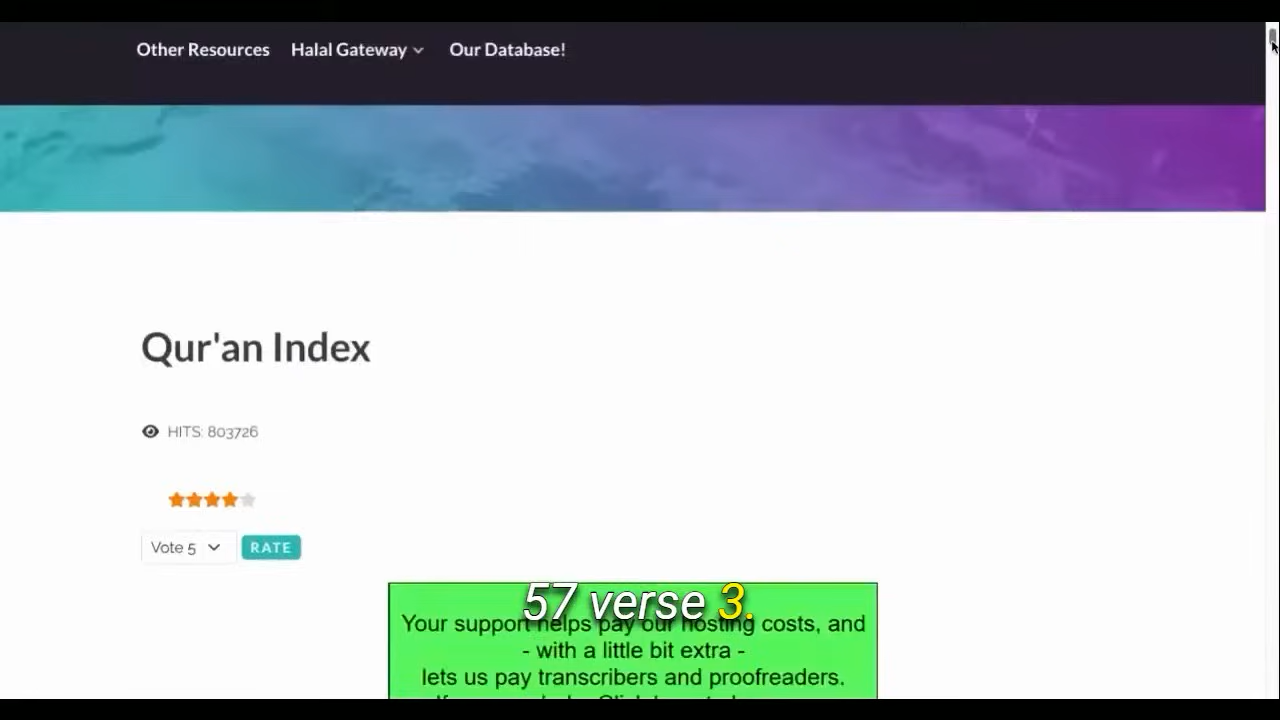 Other Resources Halal Gateway Our Database!
Qur'an Index
HITS: 803726
Vote 5 RATE
57 verse 3.
Your support helps pay our hosting costs, and
- with a little bit extra -
lets us pay transcribers and proofreaders.